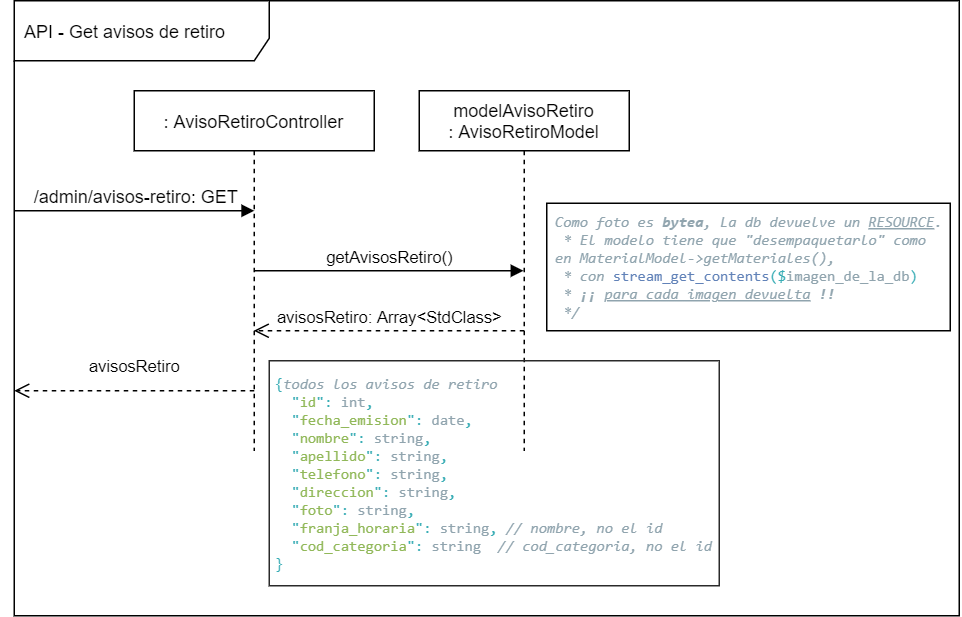 API - Get avisos de retiro
: AvisoRetiroController
modelAvisoRetiro
: AvisoRetiroModel
/admin/avisos-retiro: GET
Como foto es bytea, la db devuelve un RESOURCE.
* El modelo tiene que "desempaquetarlo" como
en MaterialModel->getMateriales(),
* con stream_get_contents($imagen_de_la_db)
* ¡¡ para cada imagen devuelta !!
*/
getAvisosRetiro()
avisosRetiro: Array<StdClass>
avisosRetiro
{todos los avisos de retiro
"id": int,
"fecha_emision": date,
"nombre": string,
"apellido": string,
"telefono": string,
"direccion": string,
"foto": string,
"franja_horaria": string, // nombre, no el id
"cod_categoria": string // cod_categoria, no el id
}